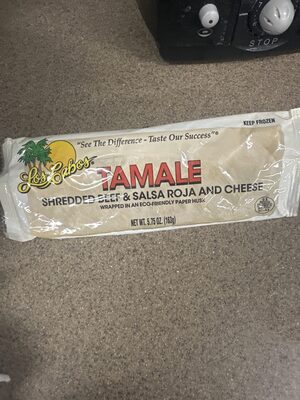 STOP
KEEP FROZEN
"See The Difference - Taste Our Success"®
Los Cabos
TAMALE
SHREDDED BEEF & SALSA ROJA AND CHEESE
WRAPPED IN AN ECO-FRIENDLY PAPER HUSK
NET WT. 5.75 OZ. (163g)